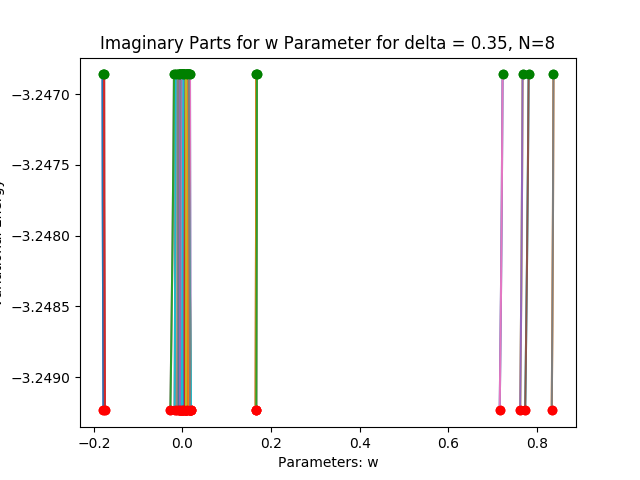 Imaginary Parts for w Parameter for delta = 0.35, N=8
−3.2470
−3.2475
−3.2480
−3.2485
−3.2490
−0.2 0.0 0.2 0.4 0.6 0.8
Parameters: w